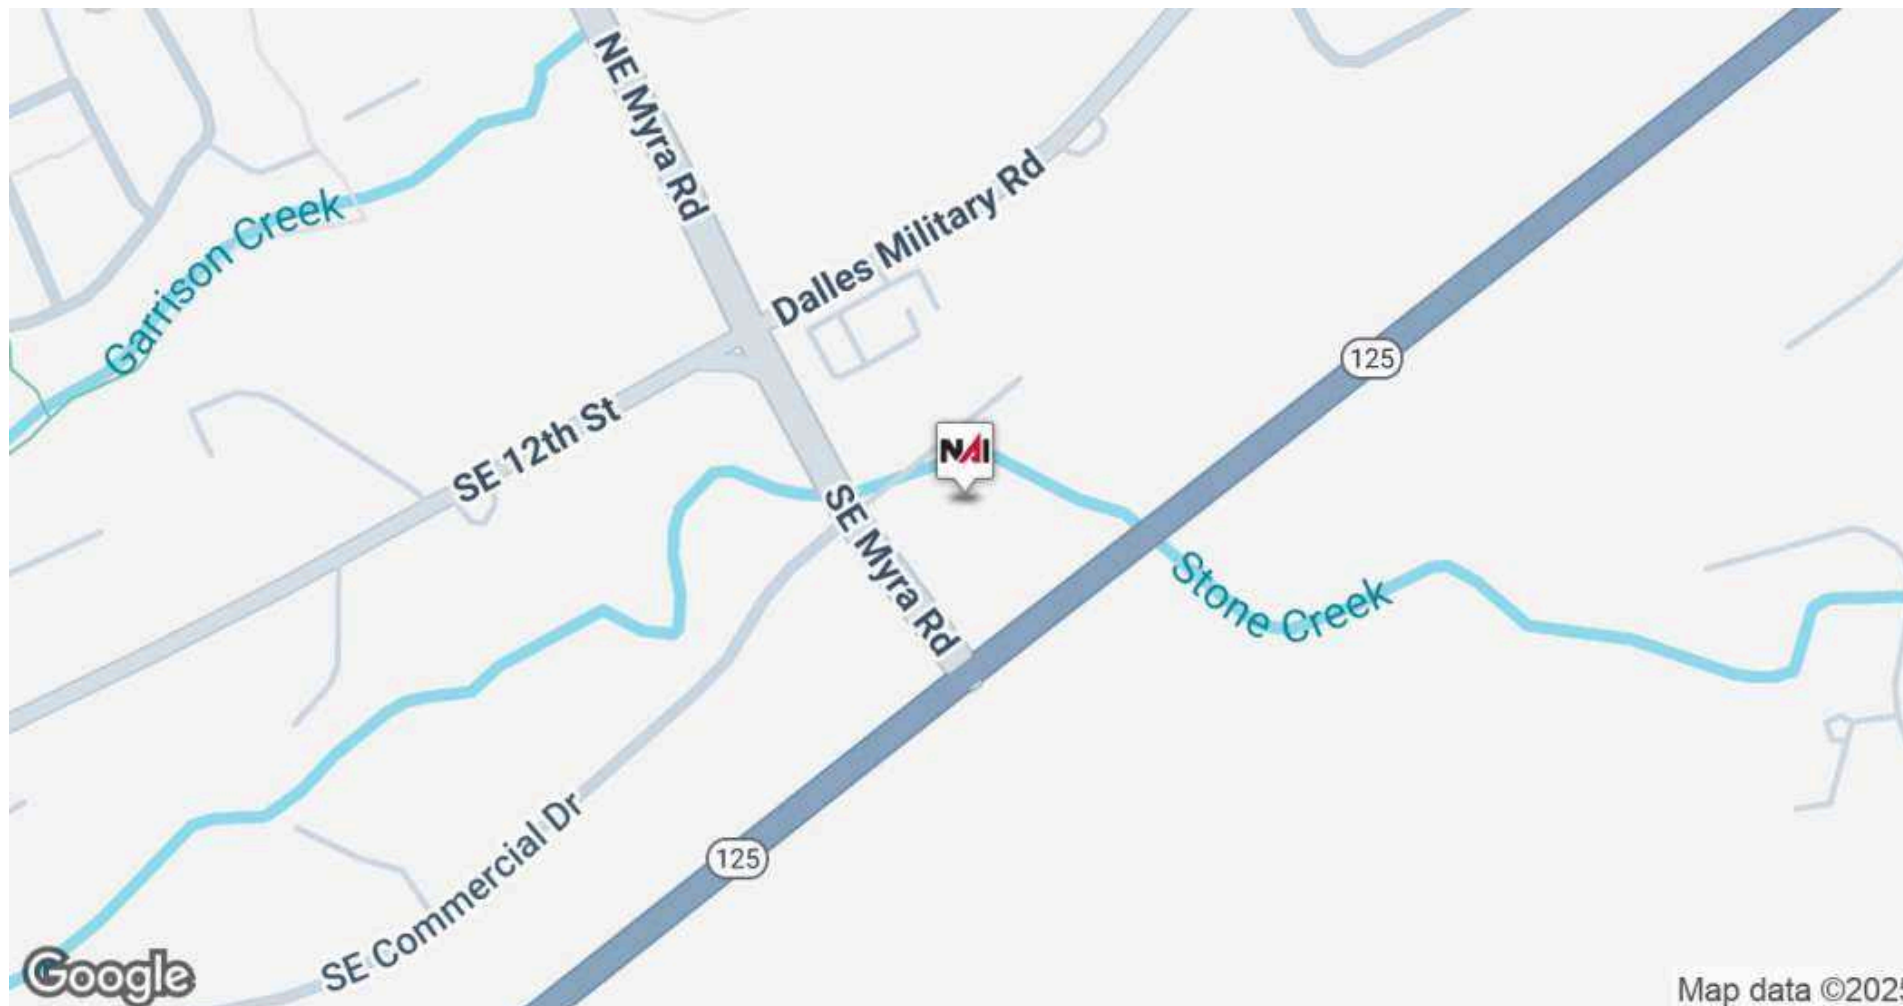 NE Myra Rd
Dalles Military Rd
Garrison Creek
125
SE 12th St
NAI
SE Myra Rd
Stone Creek
125
SE Commercial Dr
Google
Map data ©202